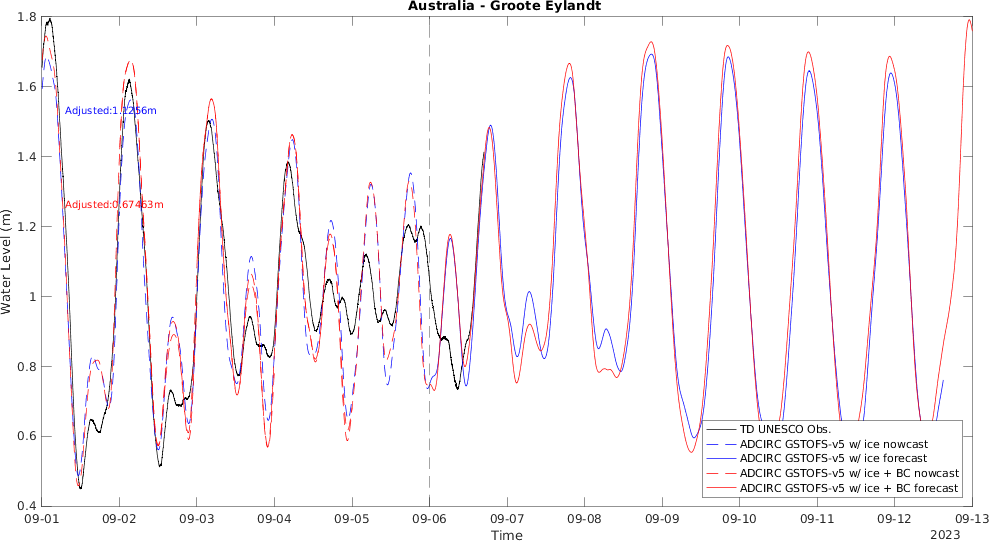 Australia - Groote Eylandt
Water Level (m)
1.8
1.6
1.4
1.2
1
0.8
0.6
0.4
Adjusted:1.1256m
Adjusted:0.67463m
TD UNESCO Obs.
ADCIRC GSTOFS-v5 w/ ice nowcast
ADCIRC GSTOFS-v5 w/ ice forecast
ADCIRC GSTOFS-v5 w/ ice + BC nowcast
ADCIRC GSTOFS-v5 w/ ice + BC forecast
09-01 09-02 09-03 09-04 09-05 09-06 09-07 09-08 09-09 09-10 09-11 09-12 09-13
Time
2023